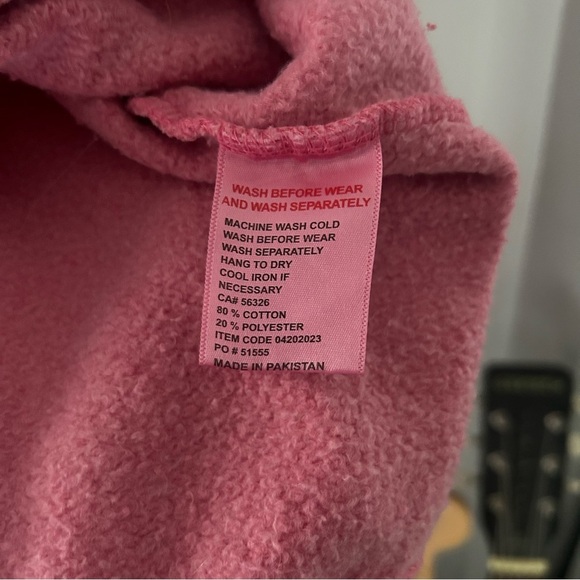 WASH BEFORE WEAR
AND WASH SEPARATELY
MACHINE WASH COLD
WASH BEFORE WEAR
WASH SEPARATELY
HANG TO DRY
COOL IRON IF
NECESSARY
CA# 56326
80 % COTTON
20 % POLYESTER
ITEM CODE 04202023
PO # 51555
MADE IN PAKISTAN